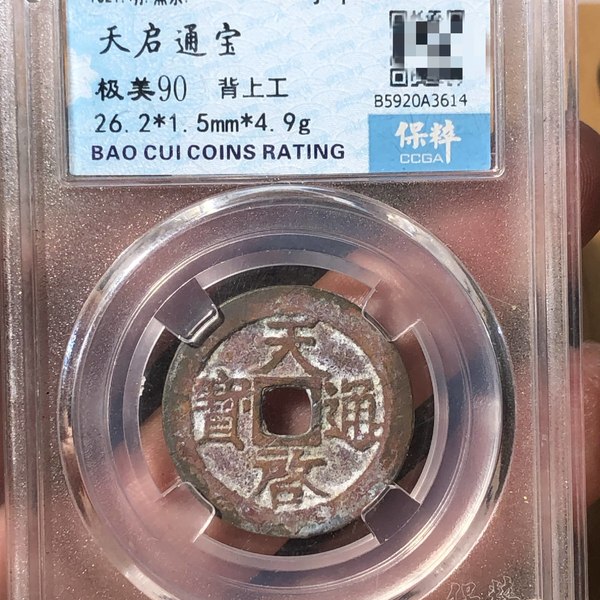 天启通宝
极美90 背上工
26.2*1.5mm*4.9g
BAO CUI COINS RATING
B5920A3614
保粹
CCGA
天啟通寶